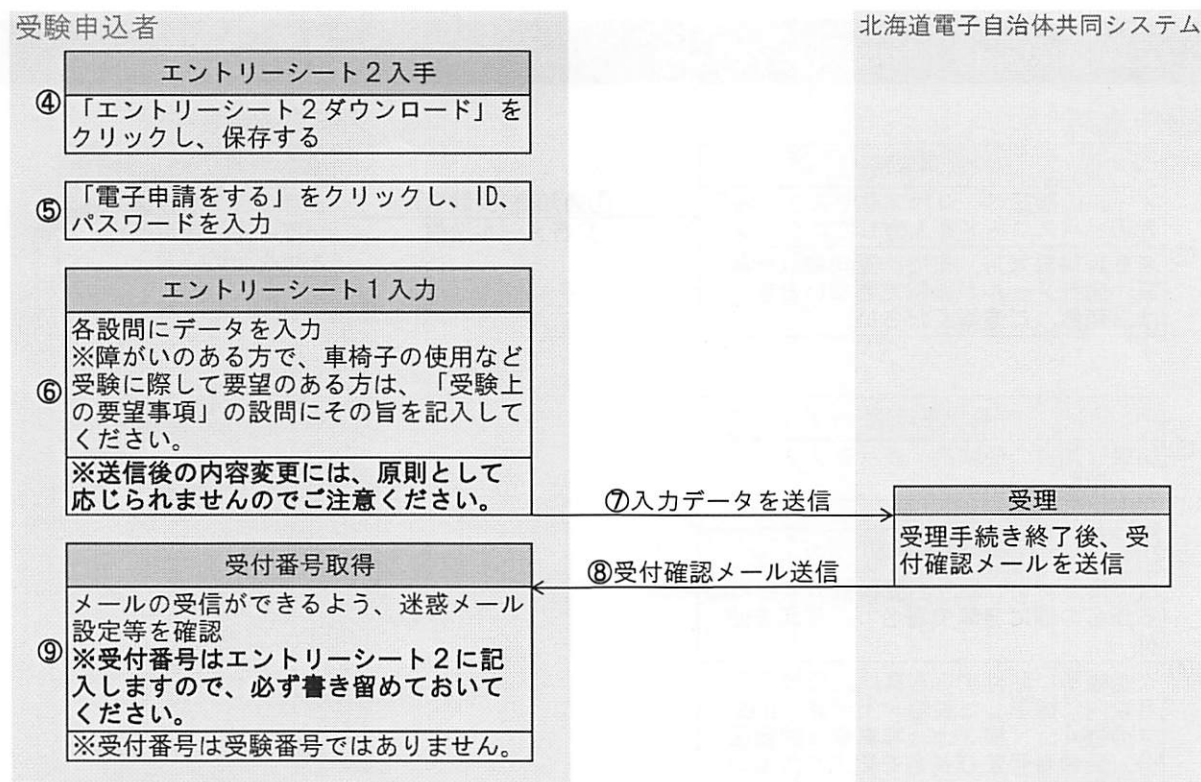 受験申込者
北海道電子自治体共同システム
エントリーシート2入手
④
「エントリーシート2ダウンロード」を
クリックし、保存する
⑤
「電子申請をする」をクリックし、ID、
パスワードを入力
エントリーシート1入力
⑥
各設問にデータを入力
※障がいのある方で、車椅子の使用など
受験に際して要望のある方は、「受験上
の要望事項」の設問にその旨を記入して
ください。
※送信後の内容変更には、原則として
応じられませんのでご注意ください。
⑦入力データを送信
受理
受理手続き終了後、受
付確認メールを送信
⑧受付確認メール送信
受付番号取得
⑨
メールの受信ができるよう、迷惑メール
設定等を確認
※受付番号はエントリーシート2に記
入しますので、必ず書き留めておいて
ください。
※受付番号は受験番号ではありません。